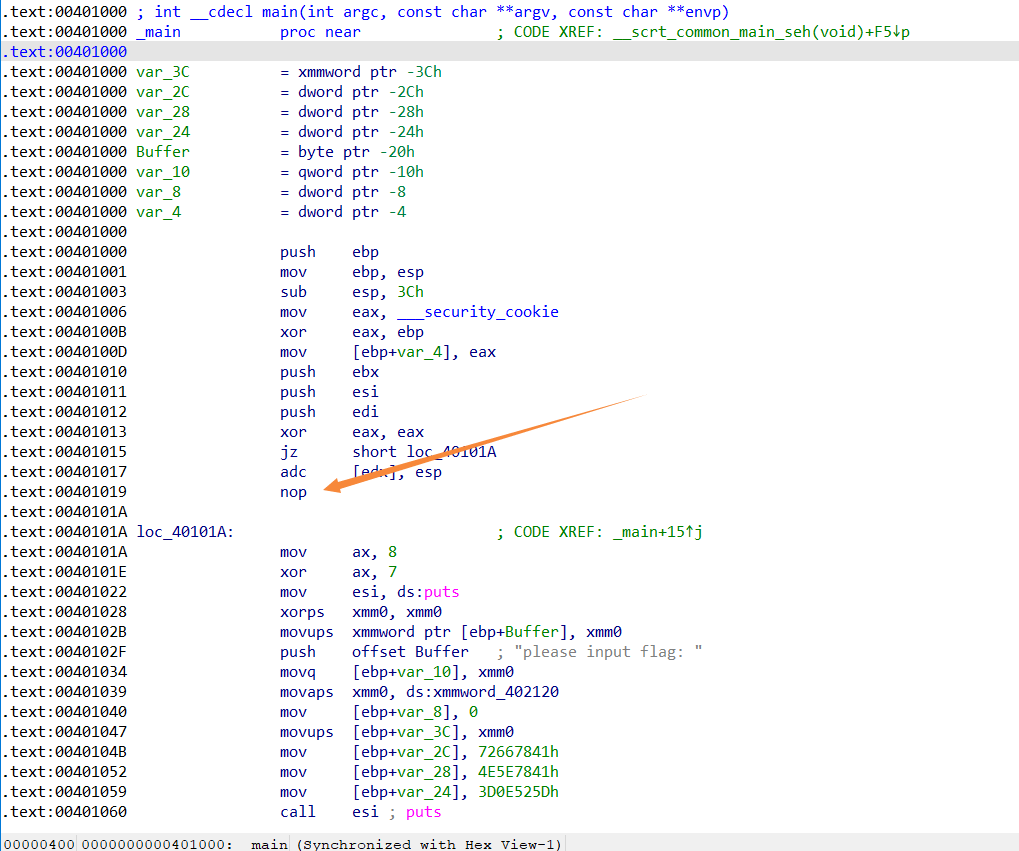 .text:00401000 ; int __cdecl main(int argc, const char **argv, const char **envp)
.text:00401000 _main proc near ; CODE XREF: __scrt_common_main_seh(void)+F5↓p
.text:00401000
.text:00401000 var_3C = xmmword ptr -3Ch
.text:00401000 var_2C = dword ptr -2Ch
.text:00401000 var_28 = dword ptr -28h
.text:00401000 var_24 = dword ptr -24h
.text:00401000 Buffer = byte ptr -20h
.text:00401000 var_10 = qword ptr -10h
.text:00401000 var_8 = dword ptr -8
.text:00401000 var_4 = dword ptr -4
.text:00401000
.text:00401000 push ebp
.text:00401001 mov ebp, esp
.text:00401003 sub esp, 3Ch
.text:00401006 mov eax, ___security_cookie
.text:0040100B xor eax, ebp
.text:0040100D mov [ebp+var_4], eax
.text:00401010 push ebx
.text:00401011 push esi
.text:00401012 push edi
.text:00401013 xor eax, eax
.text:00401015 jz short loc_40101A
.text:00401017 adc [edx], esp
.text:00401019 nop
.text:0040101A
.text:0040101A loc_40101A: ; CODE XREF: _main+15↑j
.text:0040101A mov ax, 8
.text:0040101E xor ax, 7
.text:00401022 mov esi, ds:puts
.text:00401028 xorps xmm0, xmm0
.text:0040102B movups xmmword ptr [ebp+Buffer], xmm0
.text:0040102F push offset Buffer ; "please input flag: "
.text:00401034 movq [ebp+var_10], xmm0
.text:00401039 movaps xmm0, ds:xmmword_402120
.text:00401040 mov [ebp+var_8], 0
.text:00401047 movups [ebp+var_3C], xmm0
.text:0040104B mov [ebp+var_2C], 72667841h
.text:00401052 mov [ebp+var_28], 4E5E7841h
.text:00401059 mov [ebp+var_24], 3D0E525Dh
.text:00401060 call esi ; puts
00000400 0000000000401000: _main (Synchronized with Hex View-1)